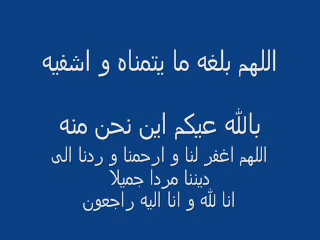 اللهم بلغه ما يتمناه و اشفيه
بالله عيكم اين نحن منه
اللهم اغفر لنا و ارحمنا و ردنا الى
ديننا مردا جميلا
انا لله و انا اليه راجعون